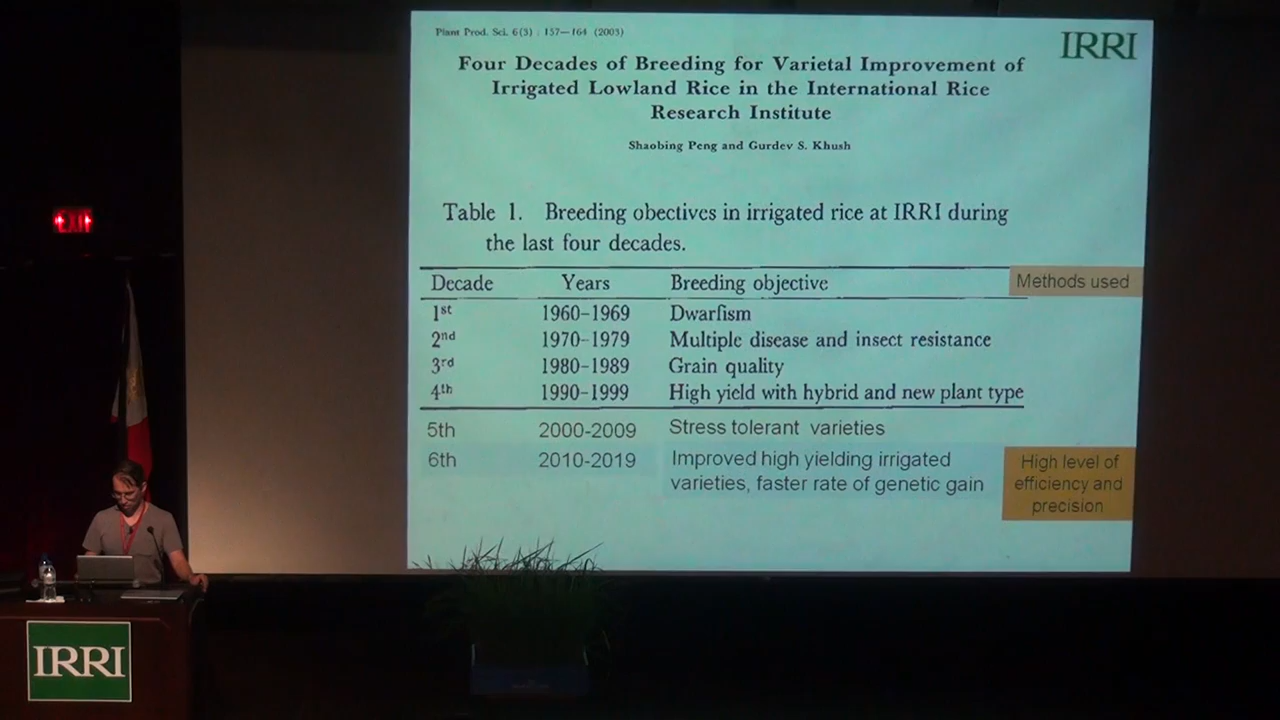 Plant Prod. Sci. 6(3) : 157—164 (2003)
IRRI
Four Decades of Breeding for Varietal Improvement of
Irrigated Lowland Rice in the International Rice
Research Institute
Shaobing Peng and Gurdev S. Khush
Table 1. Breeding obectives in irrigated rice at IRRI during
the last four decades.
Decade Years Breeding objective Methods used
1st 1960–1969 Dwarfism
2nd 1970–1979 Multiple disease and insect resistance
3rd 1980–1989 Grain quality
4th 1990–1999 High yield with hybrid and new plant type
5th 2000-2009 Stress tolerant varieties
6th 2010-2019 Improved high yielding irrigated
varieties, faster rate of genetic gain
High level of
efficiency and
precision
EXIT
IRRI